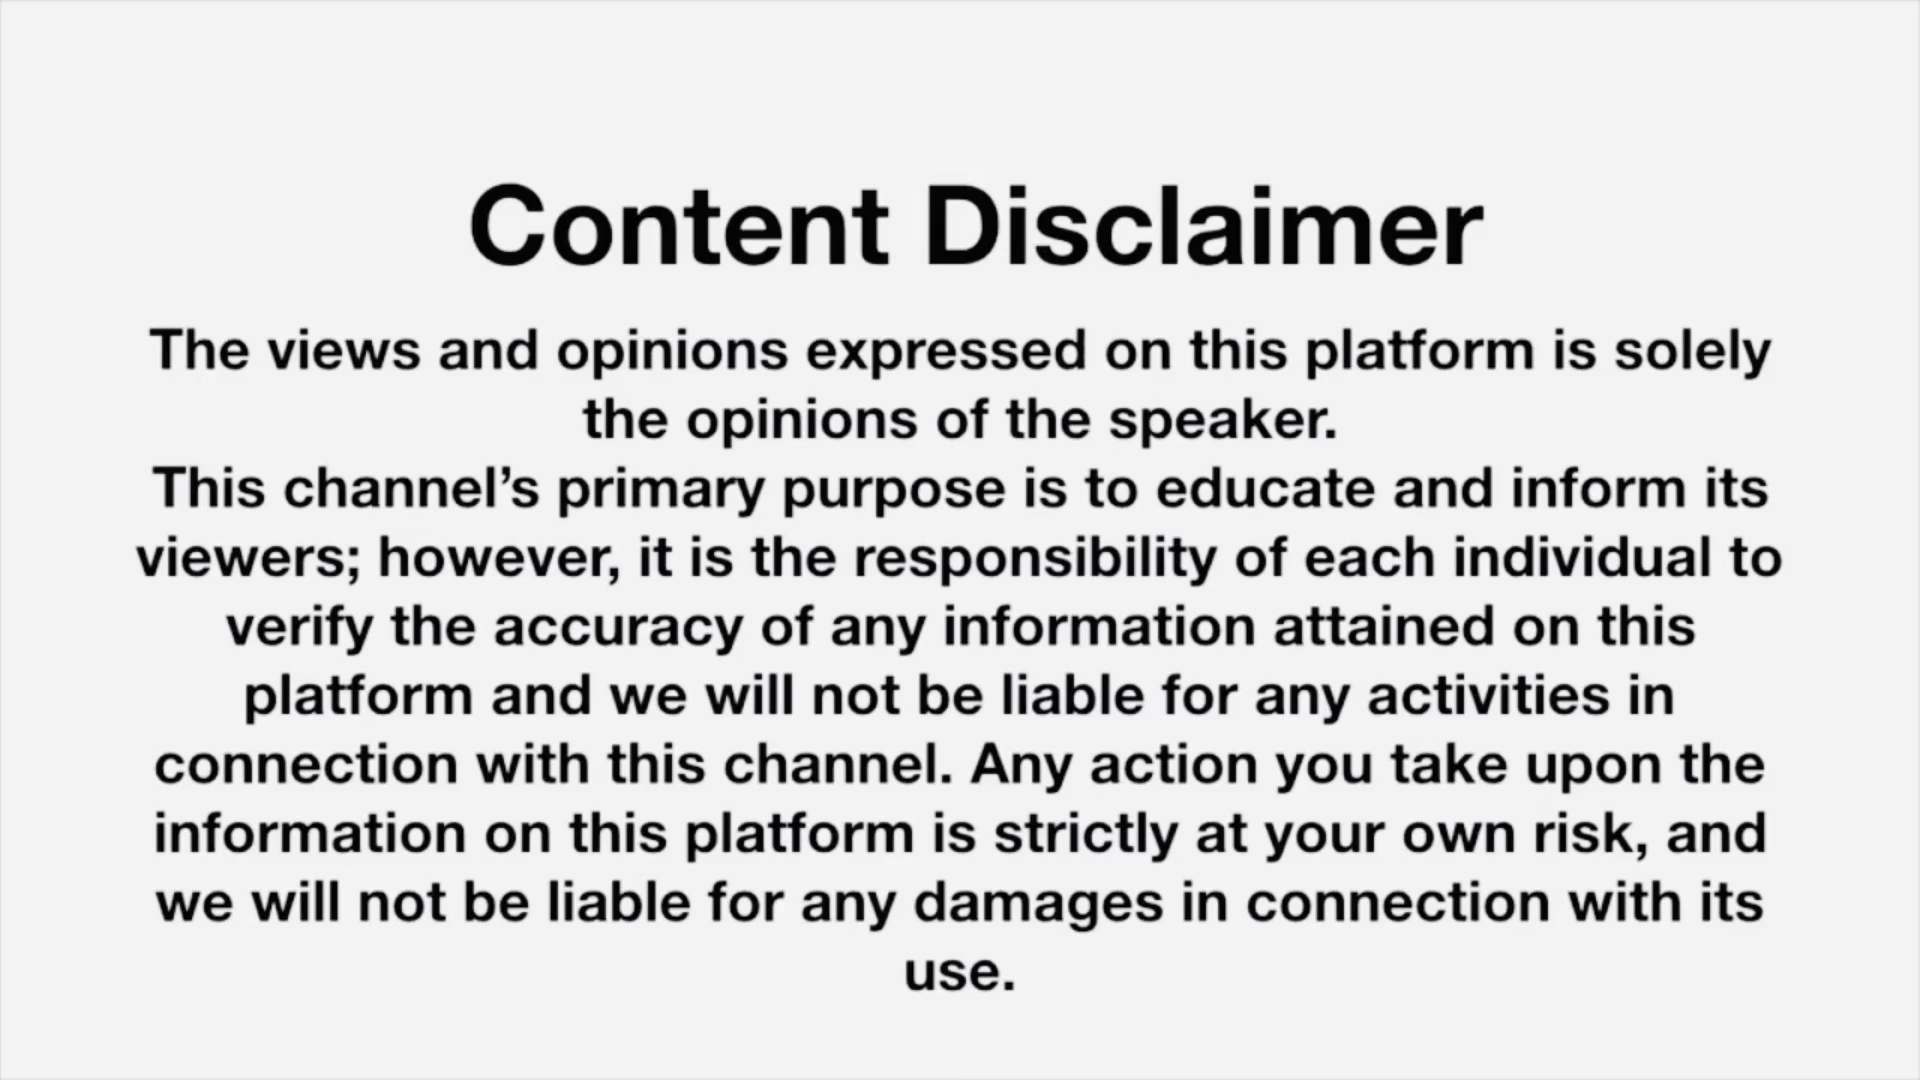 Content Disclaimer
The views and opinions expressed on this platform is solely
the opinions of the speaker.
This channel’s primary purpose is to educate and inform its
viewers; however, it is the responsibility of each individual to
verify the accuracy of any information attained on this
platform and we will not be liable for any activities in
connection with this channel. Any action you take upon the
information on this platform is strictly at your own risk, and
we will not be liable for any damages in connection with its
use.